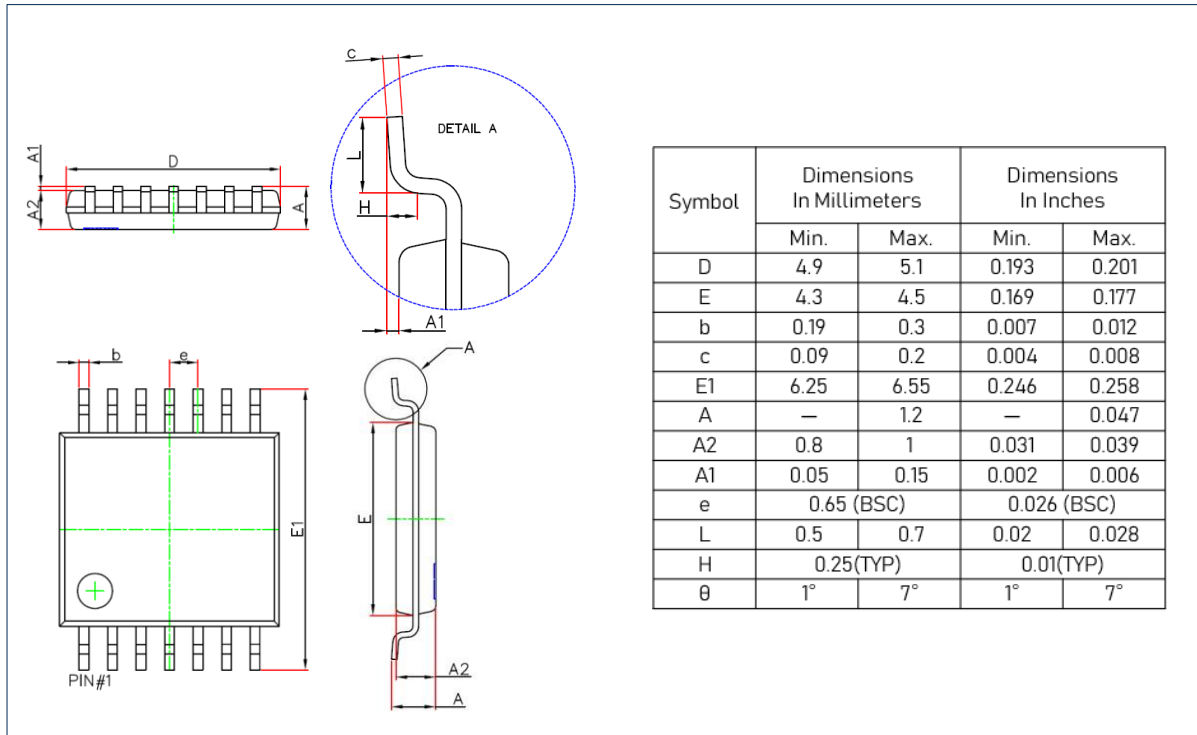 c
DETAIL A
A1
D
L
A2
A
H
A1
b
e
A
E
E1
PIN#1
A2
A
Symbol Dimensions In Millimeters Dimensions In Inches
Min. Max. Min. Max.
D 4.9 5.1 0.193 0.201
E 4.3 4.5 0.169 0.177
b 0.19 0.3 0.007 0.012
c 0.09 0.2 0.004 0.008
E1 6.25 6.55 0.246 0.258
A — 1.2 — 0.047
A2 0.8 1 0.031 0.039
A1 0.05 0.15 0.002 0.006
e 0.65 (BSC) 0.026 (BSC)
L 0.5 0.7 0.02 0.028
H 0.25(TYP) 0.01(TYP)
θ 1° 7° 1° 7°